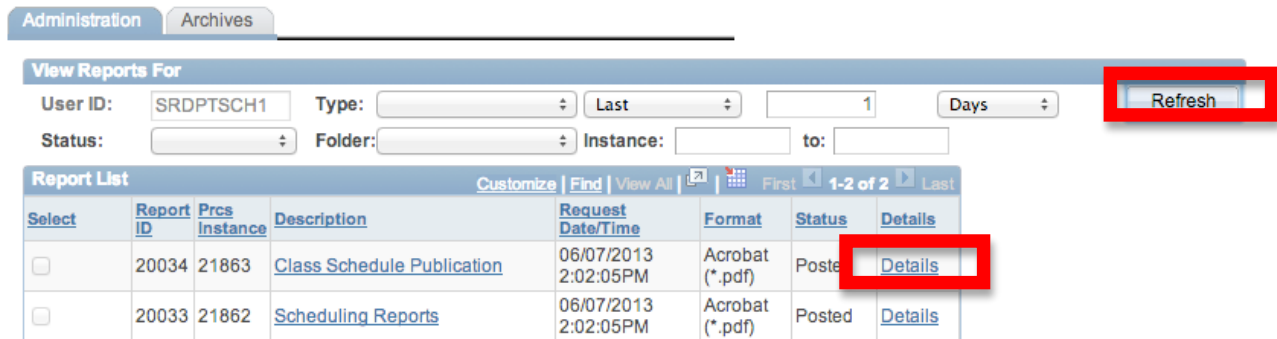 Administration Archives
View Reports For
User ID: SRDPTSCH1 Type: Last 1 Days Refresh
Status: Folder: Instance: to:
Report List Customize | Find | View All | | First 1-2 of 2 Last
Select Report ID Prcs Instance Description Request Date/Time Format Status Details
20034 21863 Class Schedule Publication 06/07/2013 2:02:05PM Acrobat (*.pdf) Poste Details
20033 21862 Scheduling Reports 06/07/2013 2:02:05PM Acrobat (*.pdf) Posted Details